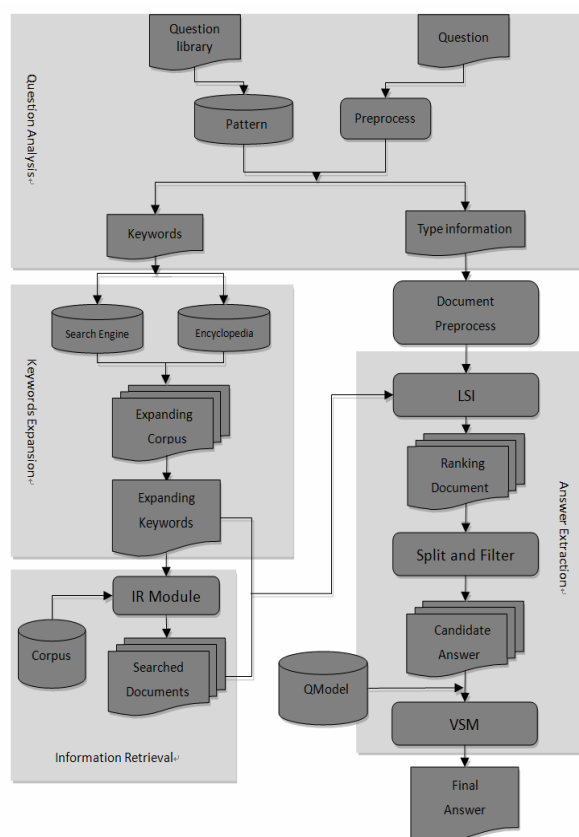 Question
library
Question
Question Analysis
Pattern
Preprocess
Keywords
Type information
Search Engine
Encyclopedia
Document
Preprocess
Keywords Expansion
Expanding
Corpus
LSI
Ranking
Document
Answer Extraction
Expanding
Keywords
Split and Filter
IR Module
Corpus
Searched
Documents
Candidate
Answer
QModel
VSM
Information Retrieval
Final
Answer